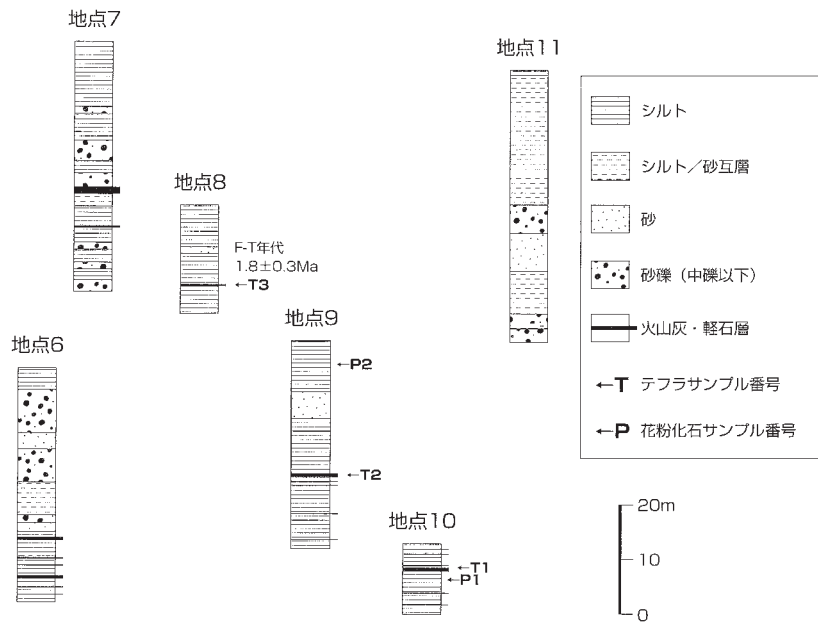 地点7
地点8
F-T年代
1.8±0.3Ma
←T3
地点6
地点9
←P2
←T2
地点10
←T1
←P1
地点11
シルト
シルト／砂互層
砂
砂礫（中礫以下）
火山灰・軽石層
←T テフラサンプル番号
←P 花粉化石サンプル番号
20m
10
0